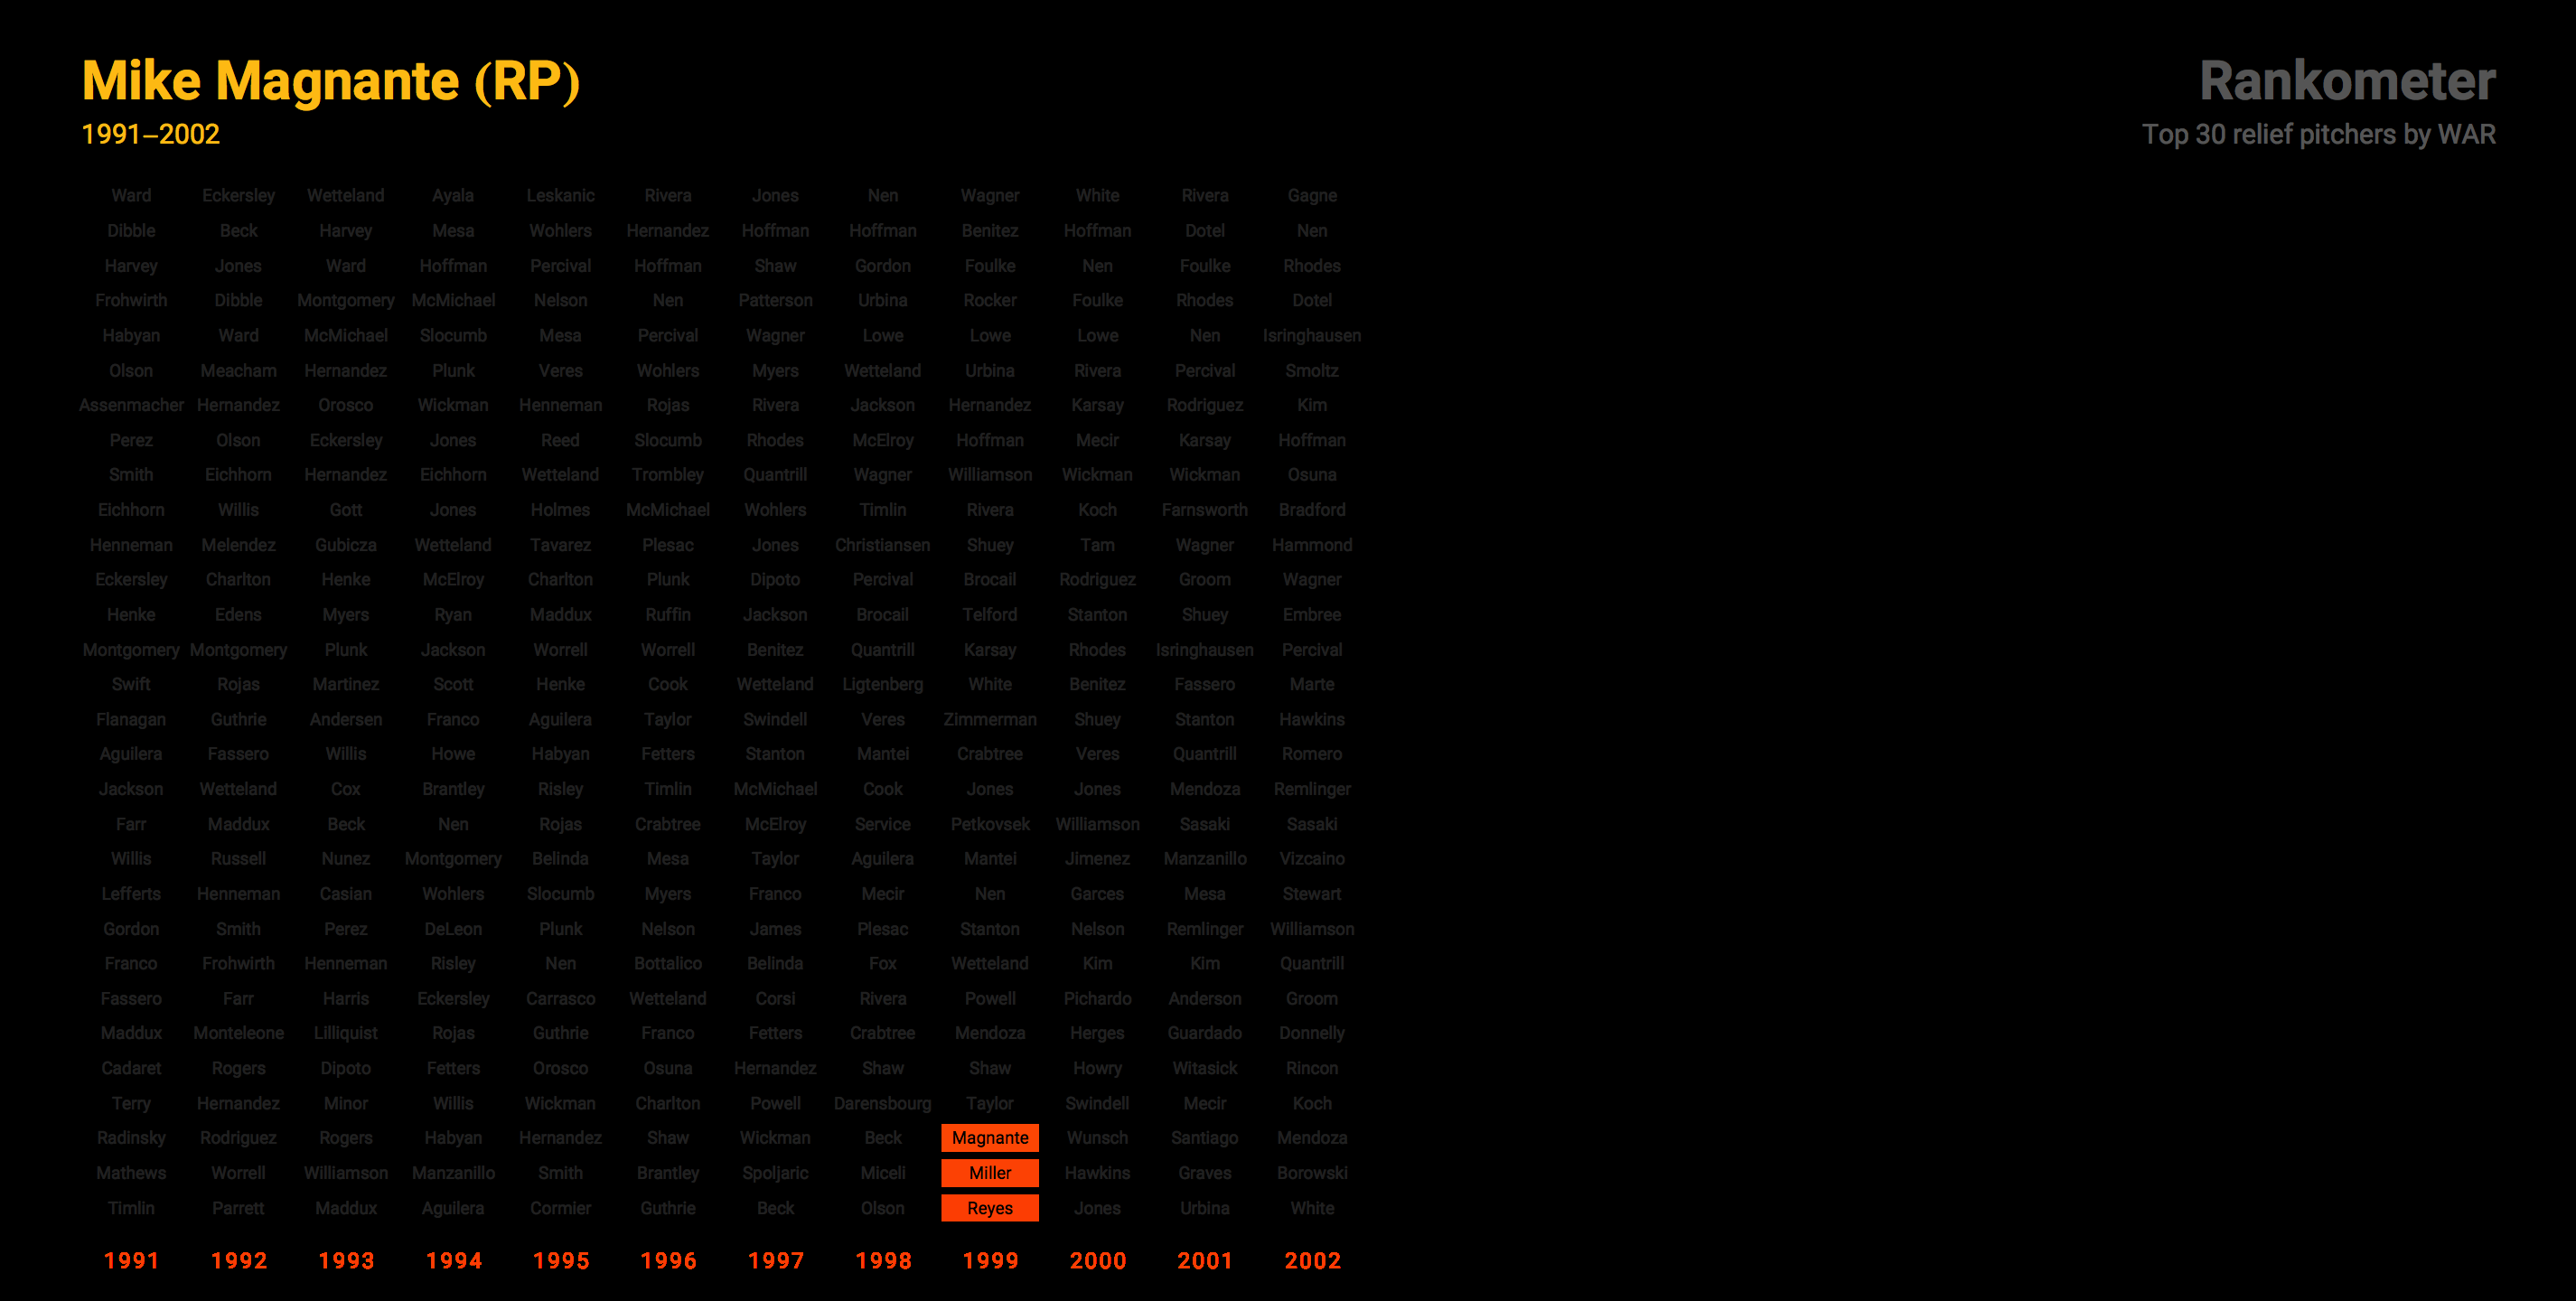 Mike Magnante (RP)
1991–2002
Rankometer
Top 30 relief pitchers by WAR
Ward Eckersley Wetteland Ayala Leskanic Rivera Jones Nen Wagner White Rivera Gagne
Dibble Beck Harvey Mesa Wohlers Hernandez Hoffman Hoffman Benitez Hoffman Dotel Nen
Harvey Jones Ward Hoffman Percival Hoffman Shaw Gordon Foulke Nen Foulke Rhodes
Frohwirth Dibble Montgomery McMichael Nelson Nen Patterson Urbina Rocker Foulke Rhodes Dotel
Habyan Ward McMichael Slocumb Mesa Percival Wagner Lowe Lowe Lowe Nen Isringhausen
Olson Meacham Hernandez Plunk Veres Wohlers Myers Wetteland Urbina Rivera Percival Smoltz
Assenmacher Hernandez Orosco Wickman Henneman Rojas Rivera Jackson Hernandez Karsay Rodriguez Kim
Perez Olson Eckersley Jones Reed Slocumb Rhodes McElroy Hoffman Mecir Karsay Hoffman
Smith Eichhorn Hernandez Eichhorn Wetteland Trombley Quantrill Wagner Williamson Wickman Wickman Osuna
Eichhorn Willis Gott Jones Holmes McMichael Wohlers Timlin Rivera Koch Farnsworth Bradford
Henneman Melendez Gubicza Wetteland Tavarez Plesac Jones Christiansen Shuey Tam Wagner Hammond
Eckersley Charlton Henke McElroy Charlton Plunk Dipoto Percival Brocail Rodriguez Groom Wagner
Henke Edens Myers Ryan Maddux Ruffin Jackson Brocail Telford Stanton Shuey Embree
Montgomery Montgomery Plunk Jackson Worrell Worrell Benitez Quantrill Karsay Rhodes Isringhausen Percival
Swift Rojas Martinez Scott Henke Cook Wetteland Ligtenberg White Benitez Fassero Marte
Flanagan Guthrie Andersen Franco Aguilera Taylor Swindell Veres Zimmerman Shuey Stanton Hawkins
Aguilera Fassero Willis Howe Habyan Fetters Stanton Mantei Crabtree Veres Quantrill Romero
Jackson Wetteland Cox Brantley Risley Timlin McMichael Cook Jones Jones Mendoza Remlinger
Farr Maddux Beck Nen Rojas Crabtree McElroy Service Petkovsek Williamson Sasaki Sasaki
Willis Russell Nunez Montgomery Belinda Mesa Taylor Aguilera Mantei Jimenez Manzanillo Vizcaino
Lefferts Henneman Casian Wohlers Slocumb Myers Franco Mecir Nen Garces Mesa Stewart
Gordon Smith Perez DeLeon Plunk Nelson James Plesac Stanton Nelson Remlinger Williamson
Franco Frohwirth Henneman Risley Nen Bottalico Belinda Fox Wetteland Kim Kim Quantrill
Fassero Farr Harris Eckersley Carrasco Wetteland Corsi Rivera Powell Pichardo Anderson Groom
Maddux Monteleone Lilliquist Rojas Guthrie Franco Fetters Crabtree Mendoza Herges Guardado Donnelly
Cadaret Rogers Dipoto Fetters Orosco Osuna Hernandez Shaw Shaw Howry Witasick Rincon
Terry Hernandez Minor Willis Wickman Charlton Powell Darensbourg Taylor Swindell Mecir Koch
Radinsky Rodriguez Rogers Habyan Hernandez Shaw Wickman Beck Magnante Wunsch Santiago Mendoza
Mathews Worrell Williamson Manzanillo Smith Brantley Spoljaric Miceli Miller Hawkins Graves Borowski
Timlin Parrett Maddux Aguilera Cormier Guthrie Beck Olson Reyes Jones Urbina White
1991 1992 1993 1994 1995 1996 1997 1998 1999 2000 2001 2002